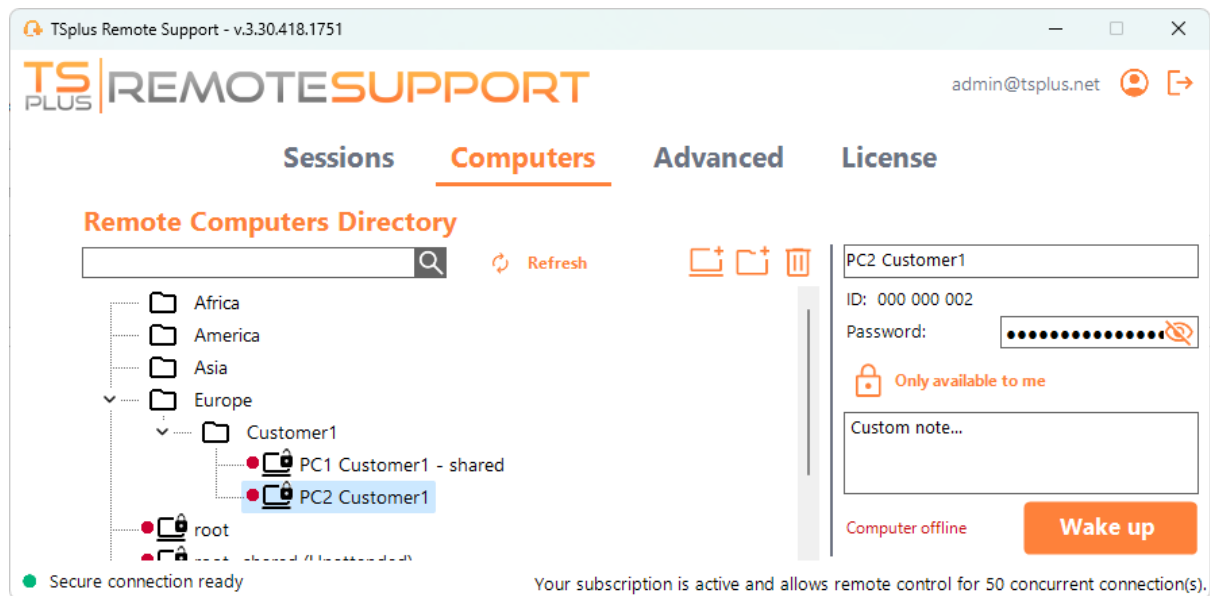 TSplus Remote Support - v.3.30.418.1751
TS PLUS REMOTESUPPORT
admin@tsplus.net
Sessions Computers Advanced License
Remote Computers Directory
Refresh
Africa
America
Asia
Europe
Customer1
PC1 Customer1 - shared
PC2 Customer1
root
root - shared (Unattended)
PC2 Customer1
ID: 000 000 002
Password:
Only available to me
Custom note...
Computer offline
Wake up
Secure connection ready
Your subscription is active and allows remote control for 50 concurrent connection(s).